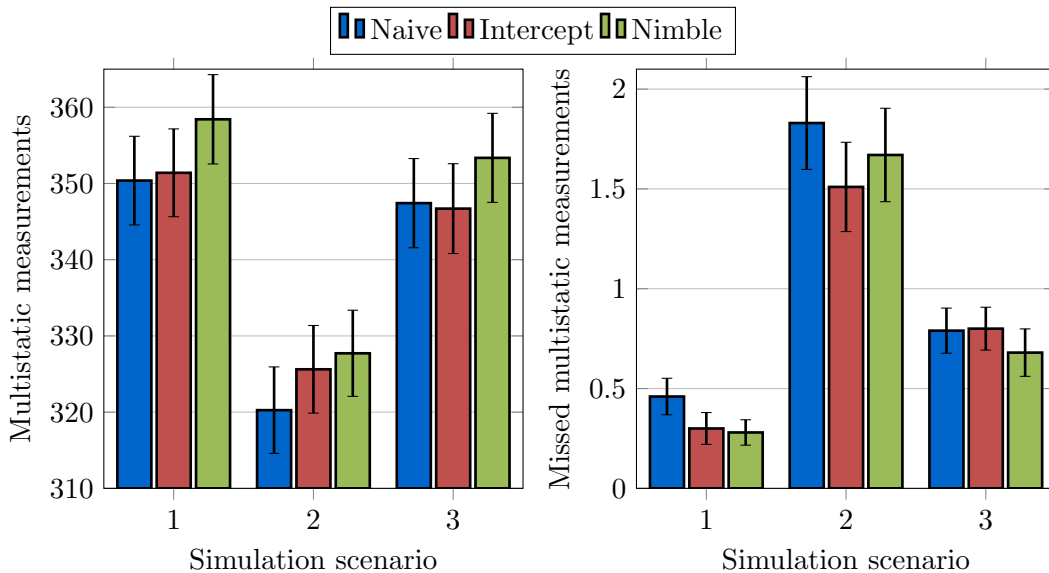 Naive Intercept Nimble
Multistatic measurements
360
350
340
330
320
310
1 2 3
Simulation scenario
Missed multistatic measurements
2
1.5
1
0.5
0
1 2 3
Simulation scenario